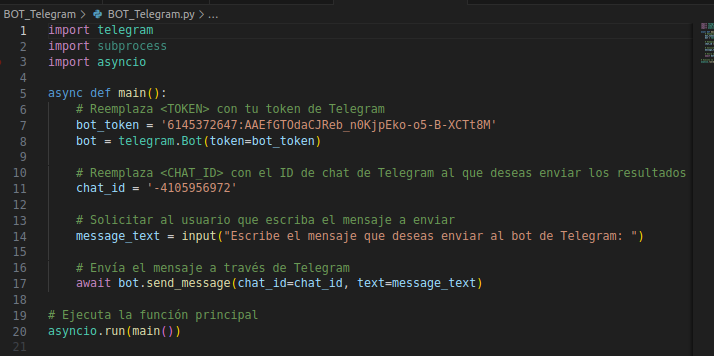 BOT_Telegram > BOT_Telegram.py > ...
1 import telegram
2 import subprocess
3 import asyncio
4
5 async def main():
6 # Reemplaza <TOKEN> con tu token de Telegram
7 bot_token = '6145372647:AAEfGTOdaCJReb_n0KjpEko-o5-B-XCTt8M'
8 bot = telegram.Bot(token=bot_token)
9
10 # Reemplaza <CHAT_ID> con el ID de chat de Telegram al que deseas enviar los resultados
11 chat_id = '-4105956972'
12
13 # Solicitar al usuario que escriba el mensaje a enviar
14 message_text = input("Escribe el mensaje que deseas enviar al bot de Telegram: ")
15
16 # Envía el mensaje a través de Telegram
17 await bot.send_message(chat_id=chat_id, text=message_text)
18
19 # Ejecuta la función principal
20 asyncio.run(main())
21